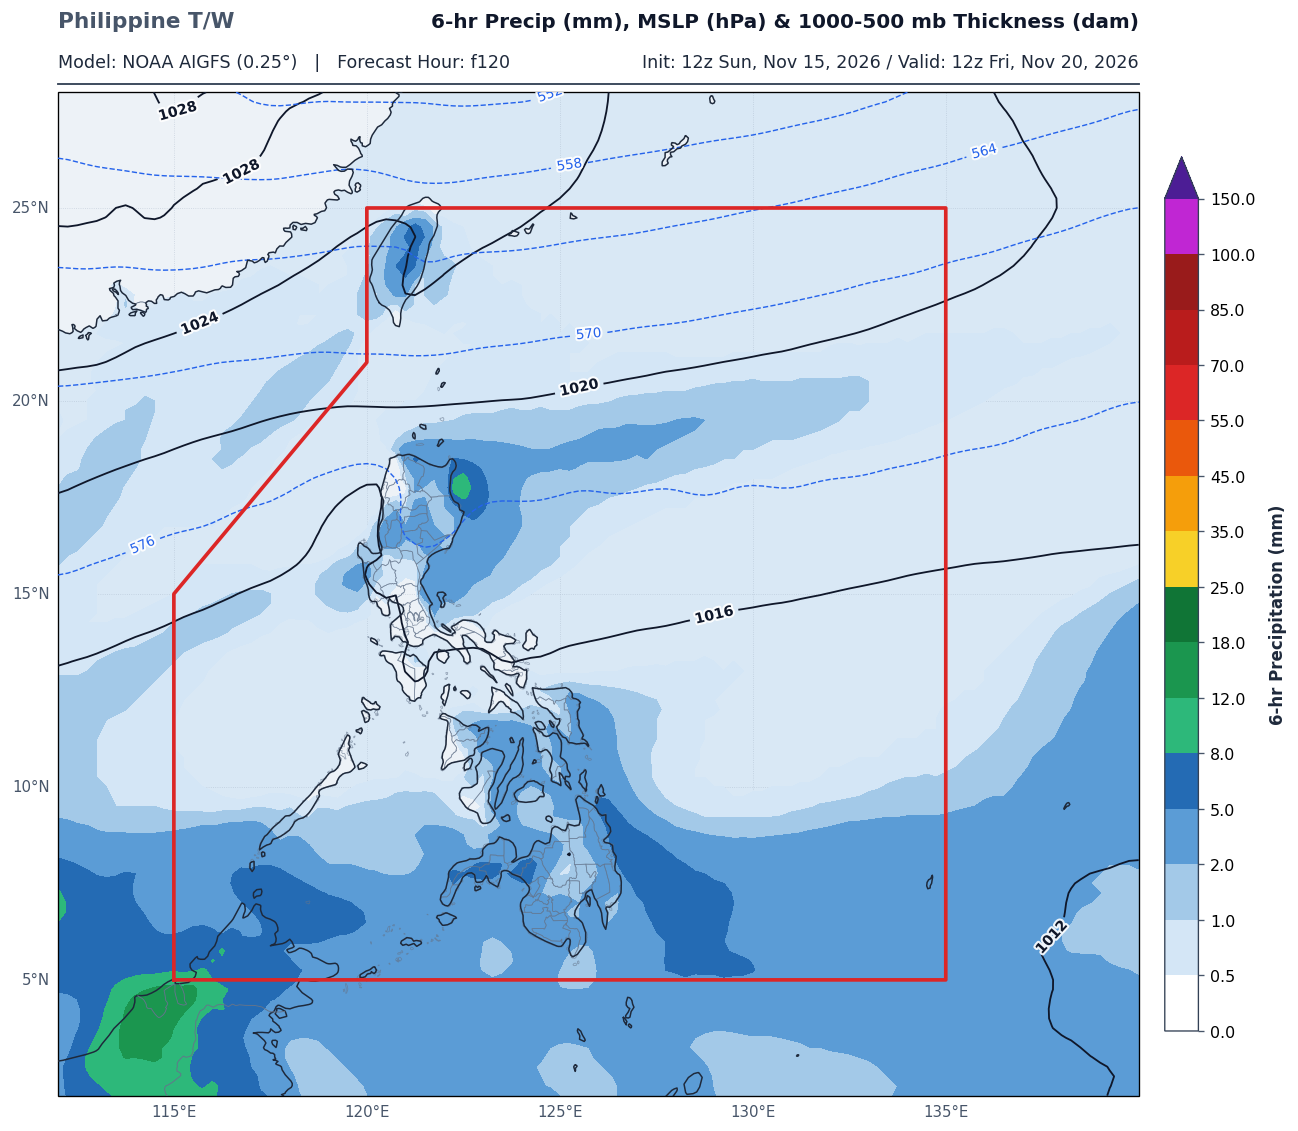 Philippine T/W
6-hr Precip (mm), MSLP (hPa) & 1000-500 mb Thickness (dam)
Model: NOAA AIGFS (0.25°) | Forecast Hour: f120
Init: 12z Sun, Nov 15, 2026 / Valid: 12z Fri, Nov 20, 2026
552
1028
1028
558
564
25°N
1024
570
1020
20°N
576
15°N
1016
10°N
1012
5°N
115°E
120°E
125°E
130°E
135°E
150.0
100.0
85.0
70.0
55.0
45.0
35.0
25.0
18.0
12.0
8.0
5.0
2.0
1.0
0.5
0.0
6-hr Precipitation (mm)